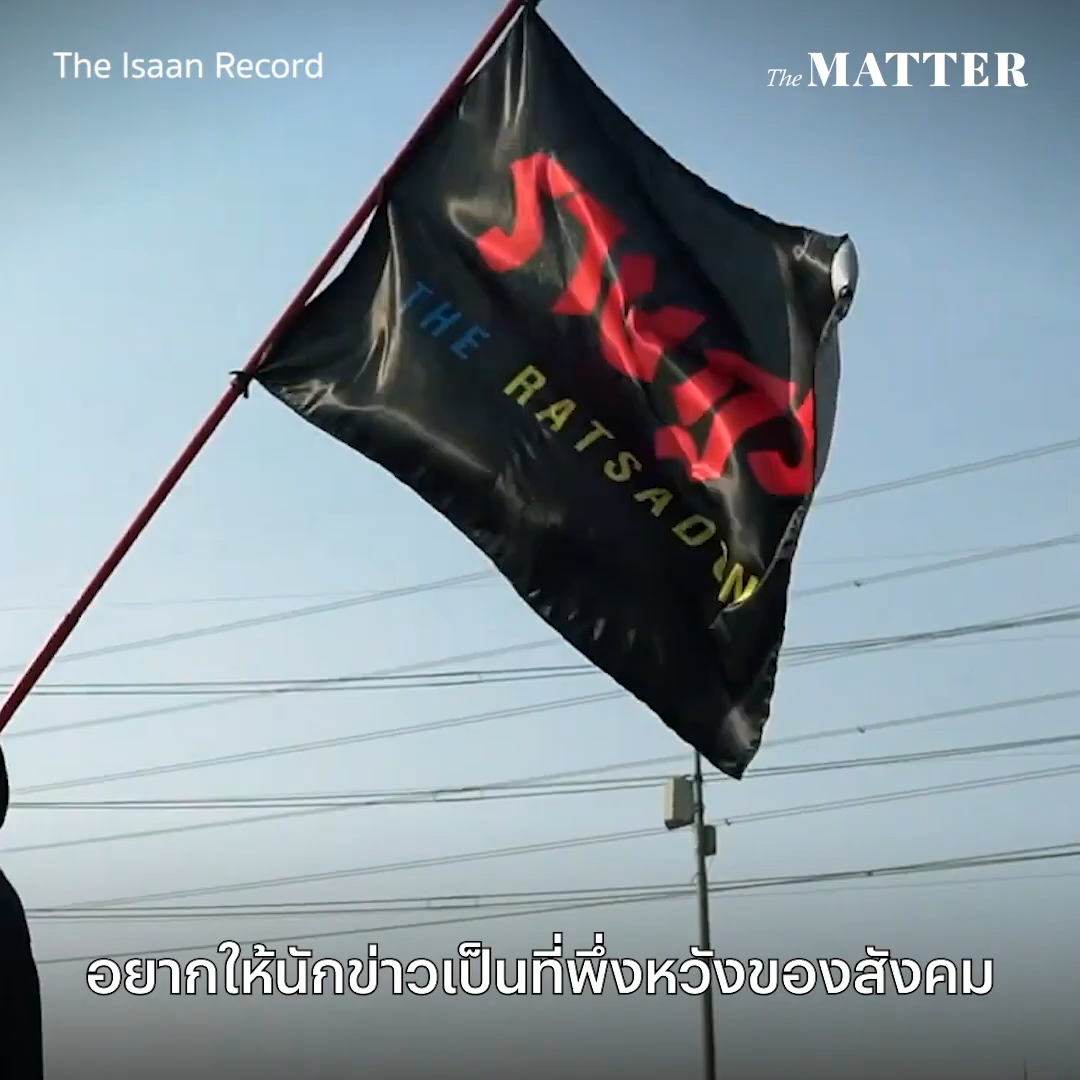 The Isaan Record
The MATTER
ราษฎร
THE RATSADRN
อยากให้นักข่าวเป็นที่พึ่งหวังของสังคม